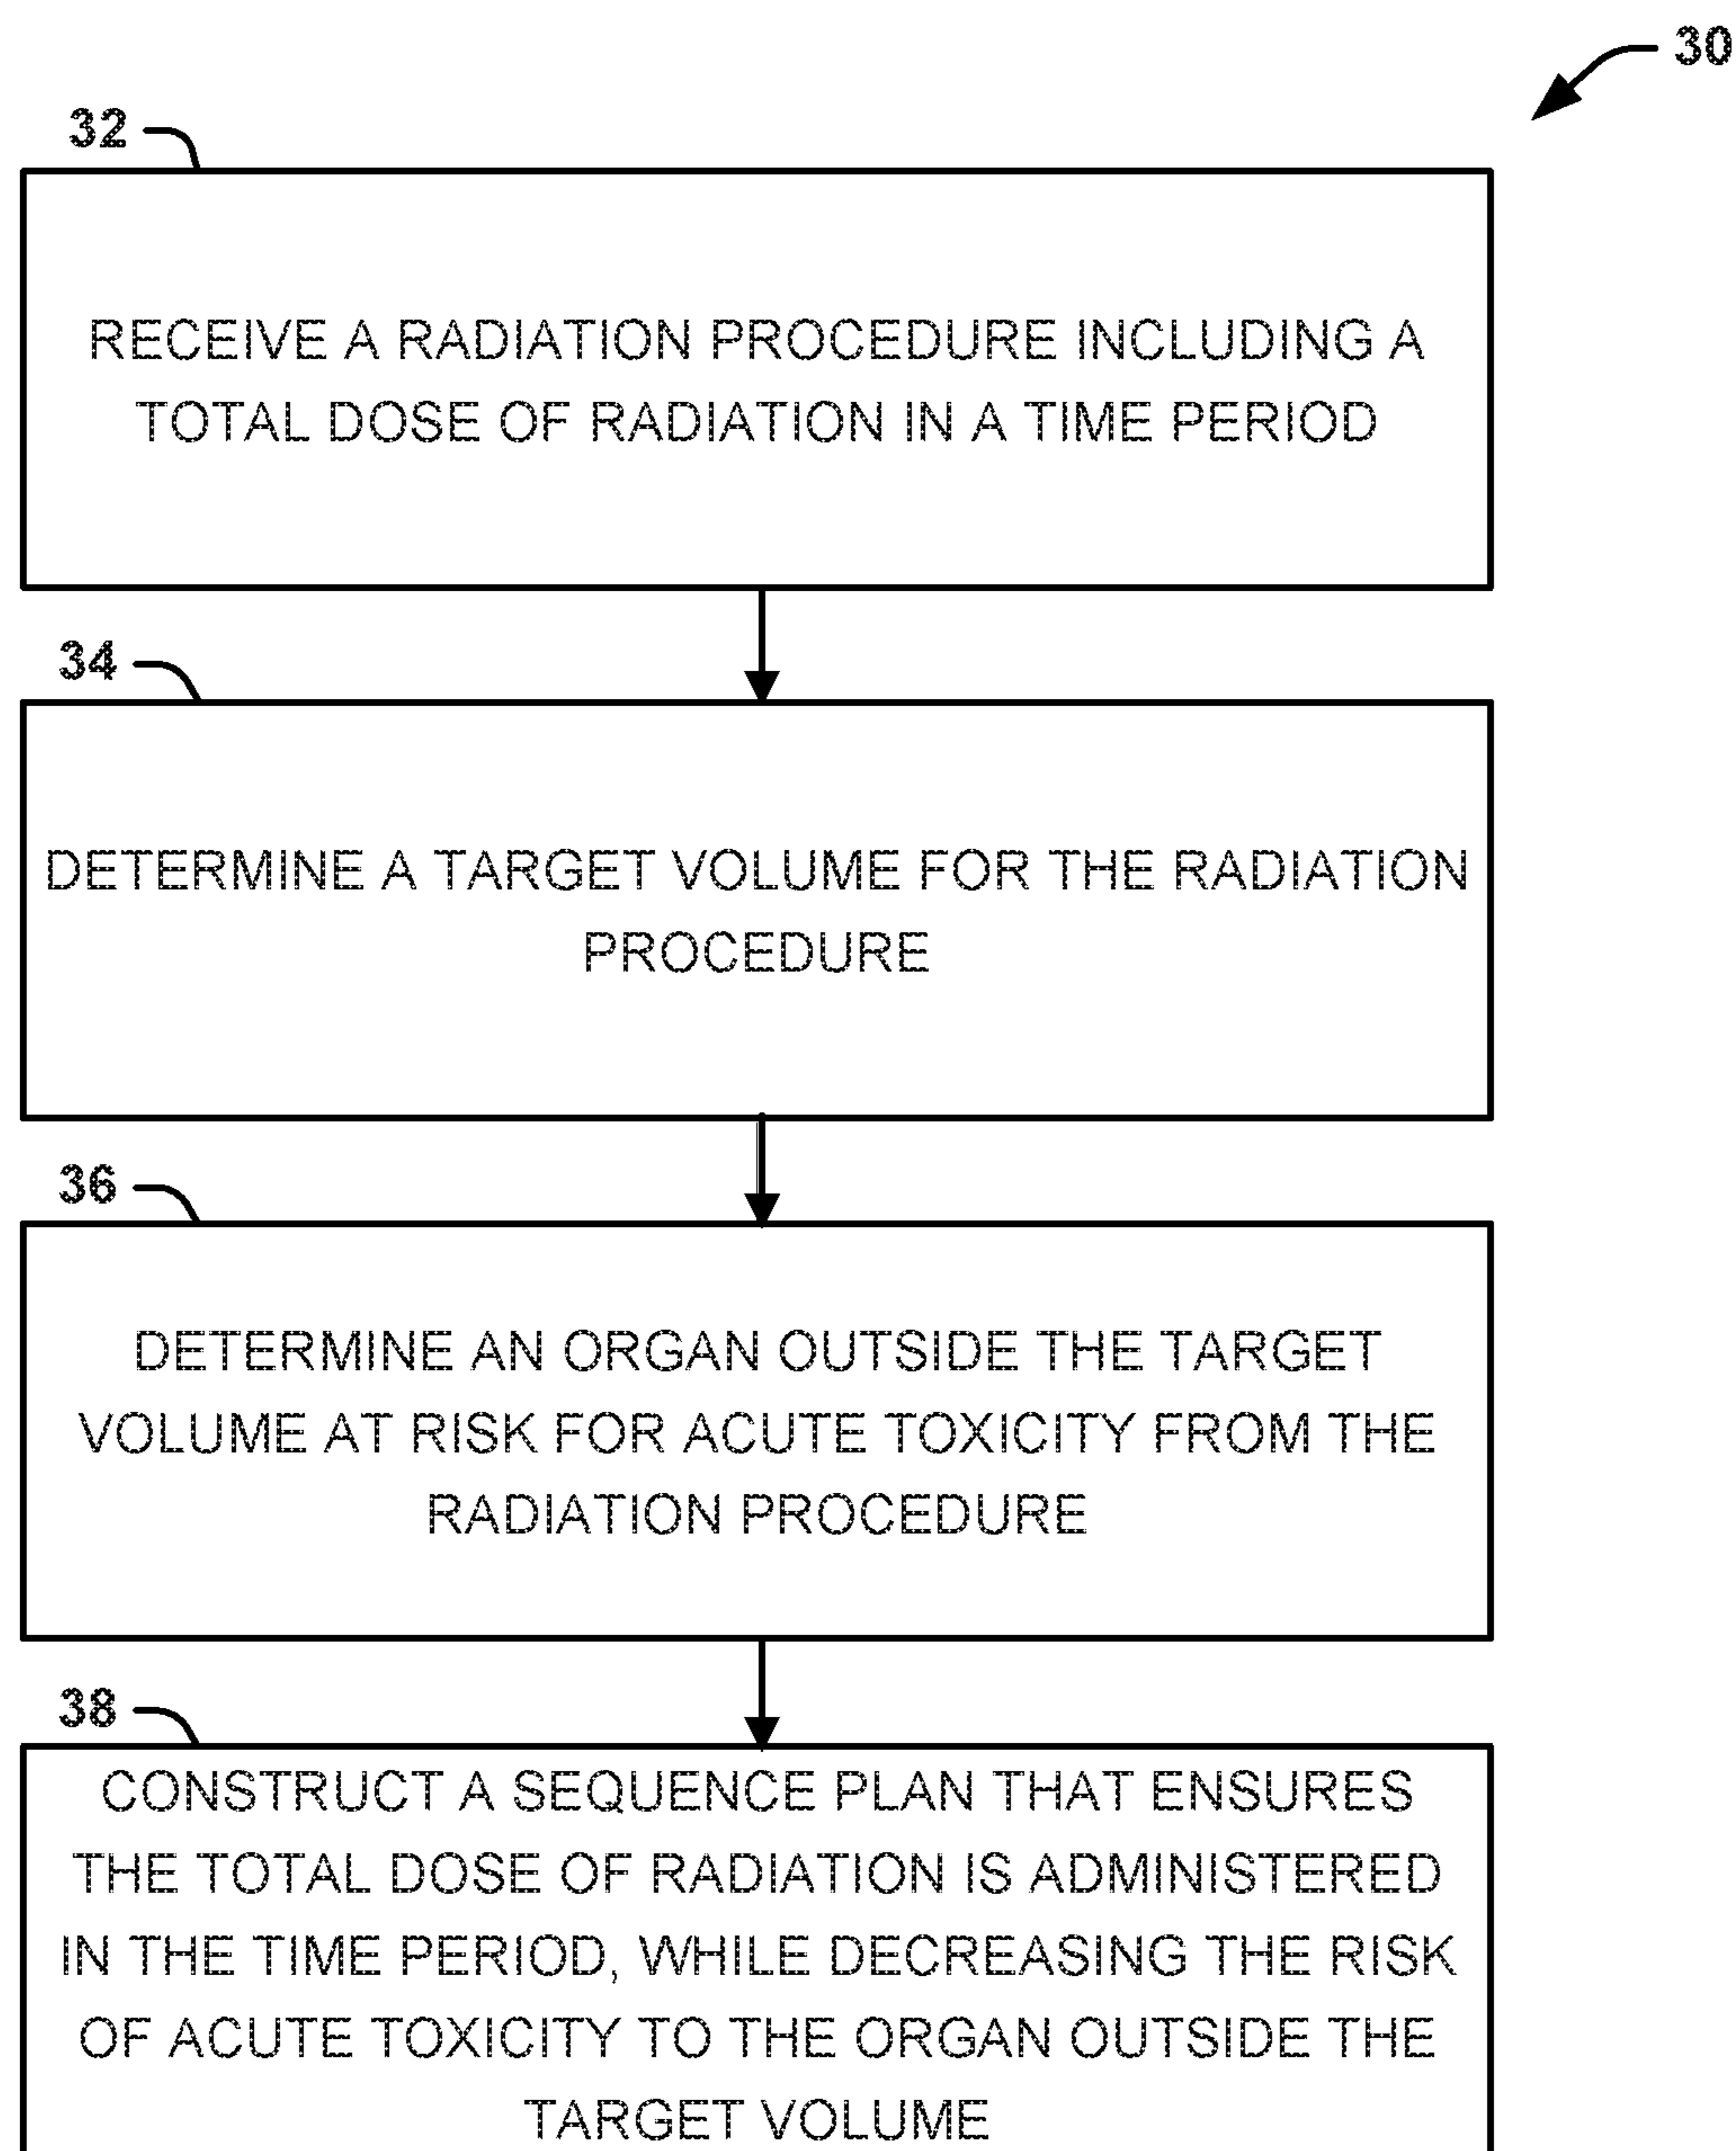 30
32
RECEIVE A RADIATION PROCEDURE INCLUDING A
TOTAL DOSE OF RADIATION IN A TIME PERIOD
34
DETERMINE A TARGET VOLUME FOR THE RADIATION
PROCEDURE
36
DETERMINE AN ORGAN OUTSIDE THE TARGET
VOLUME AT RISK FOR ACUTE TOXICITY FROM THE
RADIATION PROCEDURE
38
CONSTRUCT A SEQUENCE PLAN THAT ENSURES
THE TOTAL DOSE OF RADIATION IS ADMINISTERED
IN THE TIME PERIOD, WHILE DECREASING THE RISK
OF ACUTE TOXICITY TO THE ORGAN OUTSIDE THE
TARGET VOLUME